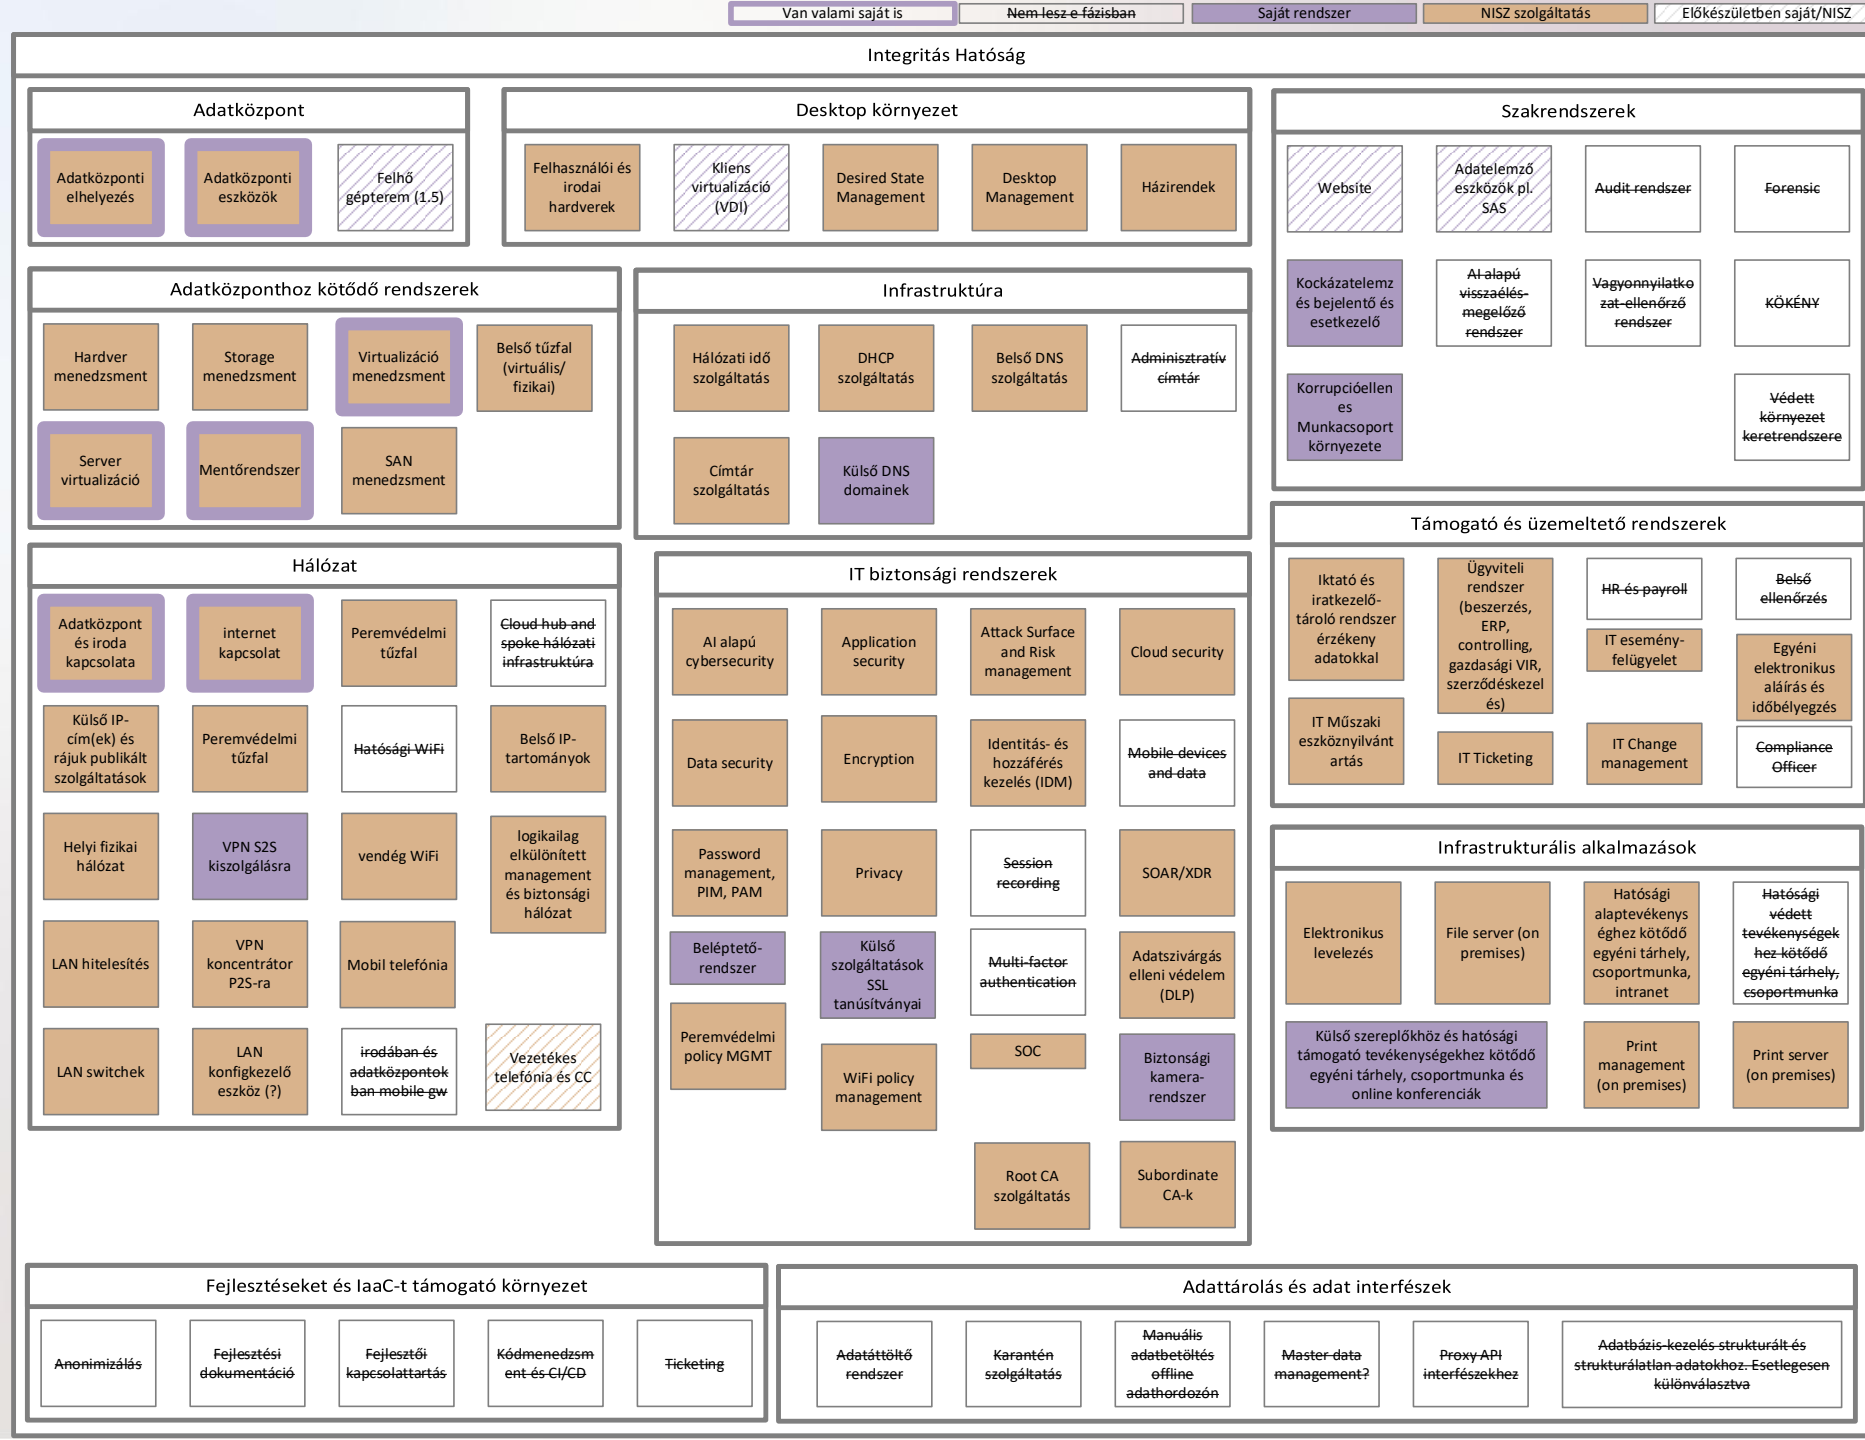 Van valami saját is
Nem lesz e fázisban
Saját rendszer
NISZ szolgáltatás
Előkészületben saját/NISZ
Integritás Hatóság
Adatközpont
Adatközponti
elhelyezés
Adatközponti
eszközök
Felhő
gépterem (1.5)
Desktop környezet
Felhasználói és
irodai
hardverek
Kliens
virtualizáció
(VDI)
Desired State
Management
Desktop
Management
Házirendek
Szakrendszerek
Website
Adatelemző
eszközök pl.
SAS
Audit rendszer
Forensic
Kockázatelemz
és bejelentő és
esetkezelő
AI alapú
visszaélés-
megelőző
rendszer
Vagyonnyilatko
zat-ellenőrző
rendszer
KÖKÉNY
Korrupcióellen
es
Munkacsoport
környezete
Védett
környezet
keretrendszere
Adatközponthoz kötődő rendszerek
Hardver
menedzsment
Storage
menedzsment
Virtualizáció
menedzsment
Belső tűzfal
(virtuális/
fizikai)
Server
virtualizáció
Mentőrendszer
SAN
menedzsment
Infrastruktúra
Hálózati idő
szolgáltatás
DHCP
szolgáltatás
Belső DNS
szolgáltatás
Adminisztratív
címtár
Címtár
szolgáltatás
Külső DNS
domainek
Támogató és üzemeltető rendszerek
Iktató és
iratkezelő-
tároló rendszer
érzékeny
adatokkal
Ügyviteli
rendszer
(beszerzés,
ERP,
controlling,
gazdasági VIR,
szerződéskezel
és)
HR és payroll
Belső
ellenőrzés
IT esemény-
felügyelet
Egyéni
elektronikus
aláírás és
időbélyegzés
IT Műszaki
eszköznyilvánt
artás
IT Ticketing
IT Change
management
Compliance
Officer
Hálózat
Adatközpont
és iroda
kapcsolata
internet
kapcsolat
Peremvédelmi
tűzfal
Cloud hub and
spoke hálózati
infrastruktúra
Külső IP-
cím(ek) és
rájuk publikált
szolgáltatások
Peremvédelmi
tűzfal
Hatósági WiFi
Belső IP-
tartományok
Helyi fizikai
hálózat
VPN S2S
kiszolgálásra
vendég WiFi
logikailag
elkülönített
management
és biztonsági
hálózat
LAN hitelesítés
VPN
koncentrátor
P2S-ra
Mobil telefónia
LAN switchek
LAN
konfigkezelő
eszköz (?)
irodában és
adatközpontok
ban mobile gw
Vezetékes
telefónia és CC
IT biztonsági rendszerek
AI alapú
cybersecurity
Application
security
Attack Surface
and Risk
management
Cloud security
Data security
Encryption
Identitás- és
hozzáférés
kezelés (IDM)
Mobile devices
and data
Password
management,
PIM, PAM
Privacy
Session
recording
SOAR/XDR
Beléptető-
rendszer
Külső
szolgáltatások
SSL
tanúsítványai
Multi-factor
authentication
Adatszivárgás
elleni védelem
(DLP)
Peremvédelmi
policy MGMT
WiFi policy
management
SOC
Biztonsági
kamera-
rendszer
Root CA
szolgáltatás
Subordinate
CA-k
Infrastrukturális alkalmazások
Elektronikus
levelezés
File server (on
premises)
Hatósági
alaptevékenys
éghez kötődő
egyéni tárhely,
csoportmunka,
intranet
Hatósági
védett
tevékenységek
hez kötődő
egyéni tárhely,
csoportmunka
Külső szereplőkhöz és hatósági
támogató tevékenységekhez kötődő
egyéni tárhely, csoportmunka és
online konferenciák
Print
management
(on premises)
Print server
(on premises)
Fejlesztéseket és IaaC-t támogató környezet
Anonimizálás
Fejlesztési
dokumentáció
Fejlesztői
kapcsolattartás
Kódmenedzsm
ent és CI/CD
Ticketing
Adattárolás és adat interfészek
Adatáttöltő
rendszer
Karantén
szolgáltatás
Manuális
adatbetöltés
offline
adathordozón
Master data
management?
Proxy API
interfészekhez
Adatbázis-kezelés strukturált és
strukturálatlan adatokhoz. Esetlegesen
különválasztva